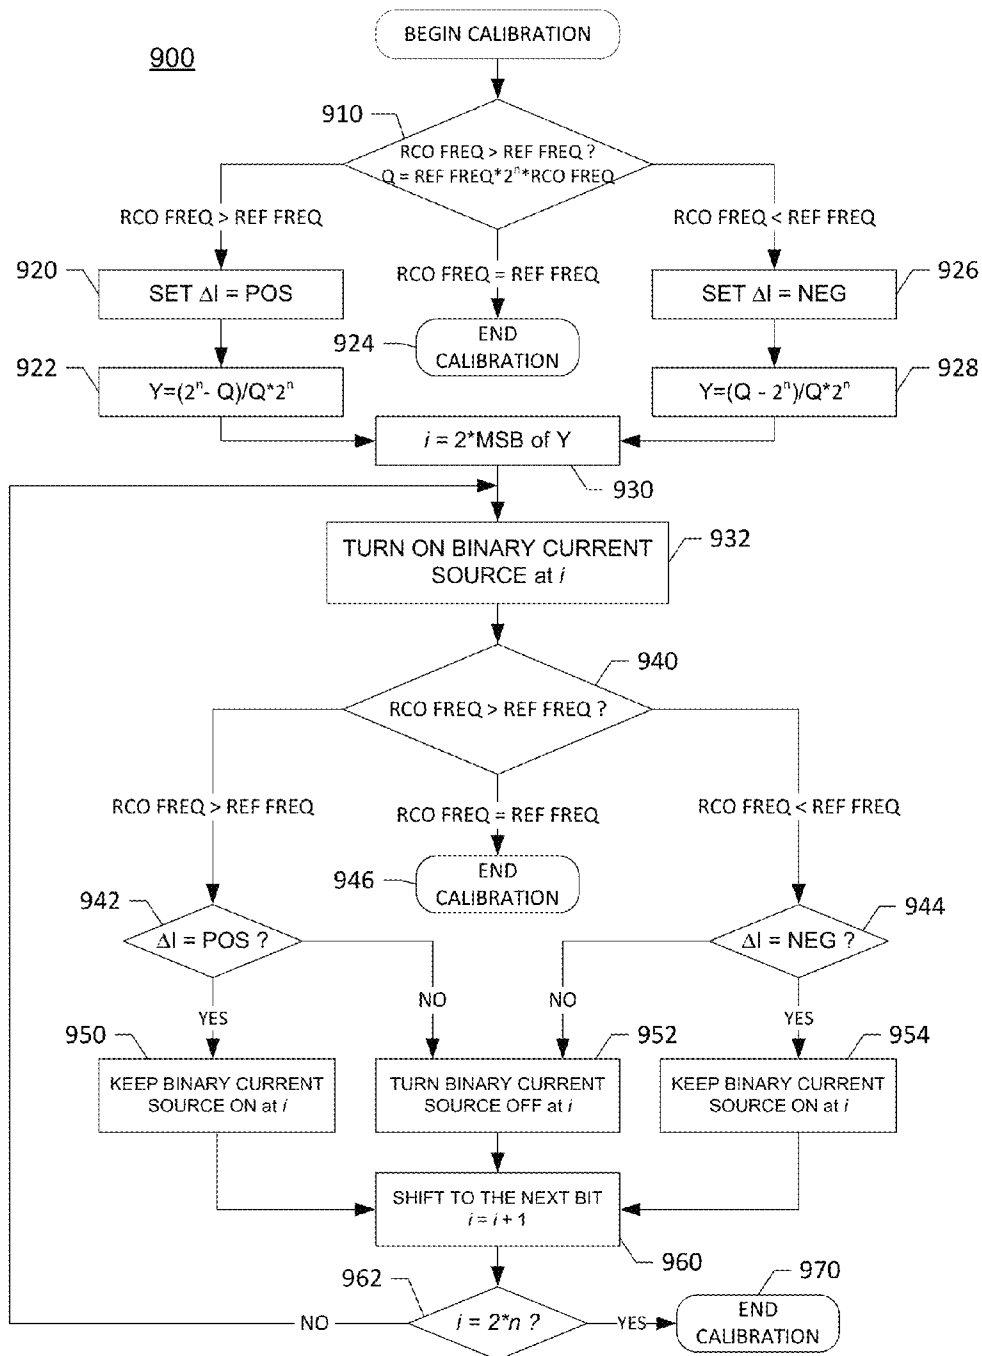 BEGIN CALIBRATION
900
910
RCO FREQ > REF FREQ ?
Q = REF FREQ*2ⁿ*RCO FREQ
RCO FREQ > REF FREQ
RCO FREQ < REF FREQ
RCO FREQ = REF FREQ
920
SET ΔI = POS
926
SET ΔI = NEG
924
END
CALIBRATION
922
Y=(2ⁿ- Q)/Q*2ⁿ
928
Y=(Q - 2ⁿ)/Q*2ⁿ
i = 2*MSB of Y
930
932
TURN ON BINARY CURRENT
SOURCE at i
940
RCO FREQ > REF FREQ ?
RCO FREQ > REF FREQ
RCO FREQ = REF FREQ
RCO FREQ < REF FREQ
946
END
CALIBRATION
942
ΔI = POS ?
944
ΔI = NEG ?
NO
NO
YES
YES
950
KEEP BINARY CURRENT
SOURCE ON at i
952
TURN BINARY CURRENT
SOURCE OFF at i
954
KEEP BINARY CURRENT
SOURCE ON at i
SHIFT TO THE NEXT BIT
i = i + 1
960
962
i = 2*n ?
NO
YES
970
END
CALIBRATION